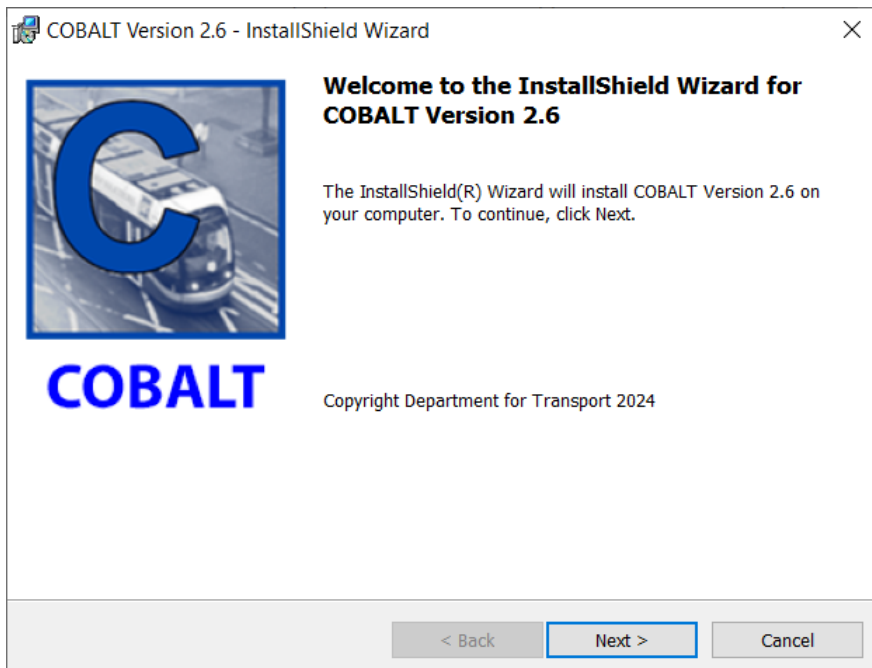 COBALT Version 2.6 - InstallShield Wizard
Welcome to the InstallShield Wizard for
COBALT Version 2.6
The InstallShield(R) Wizard will install COBALT Version 2.6 on
your computer. To continue, click Next.
C
COBALT
Copyright Department for Transport 2024
< Back
Next >
Cancel